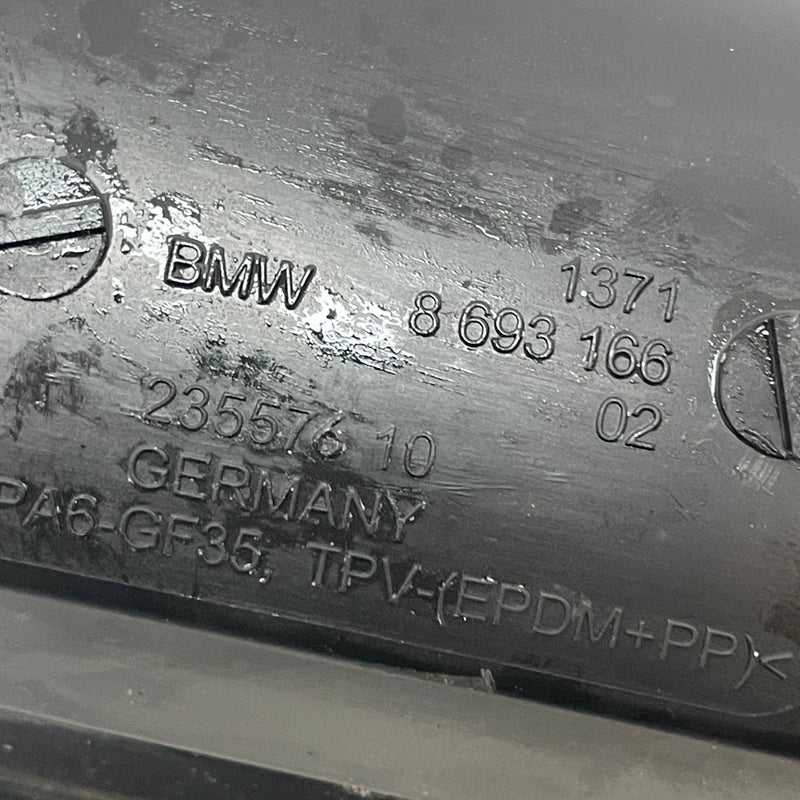 BMW
1371
8 693 166
02
235576 10
GERMANY
PA6-GF35, TPV-(EPDM+PP)<